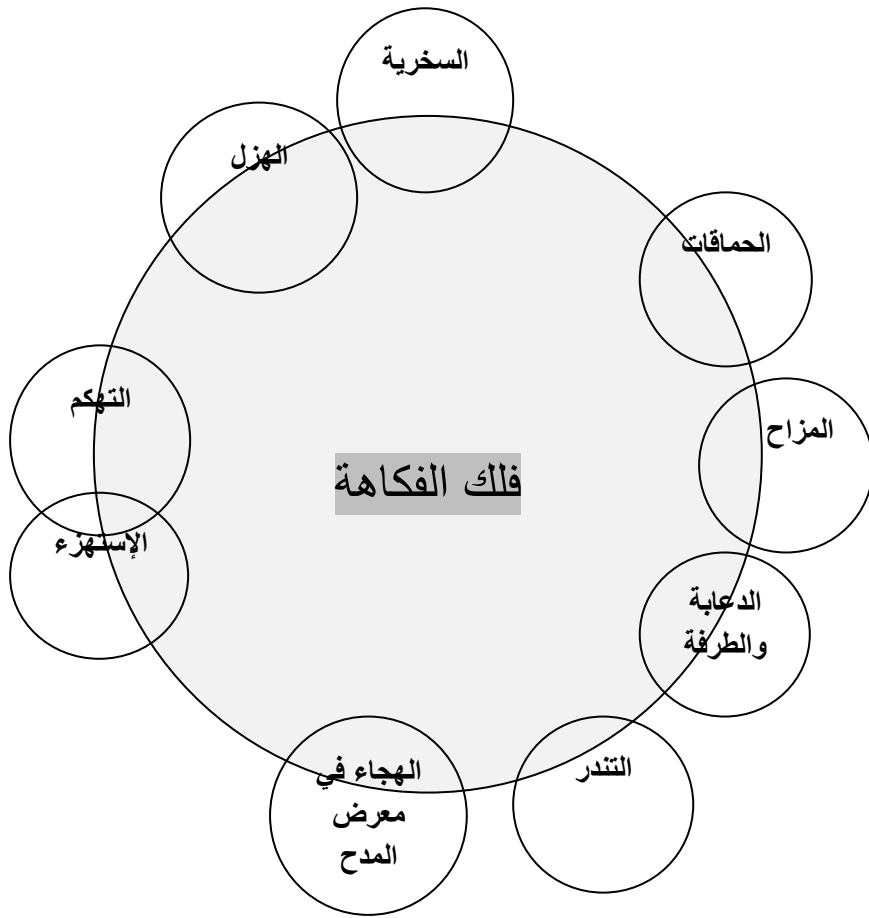 السخرية
الهزل
الحماقات
التهكم
المزاح
فلك الفكاهة
الإستهزء
الدعابة
والطرفة
الهجاء في
معرض
المدح
التندر